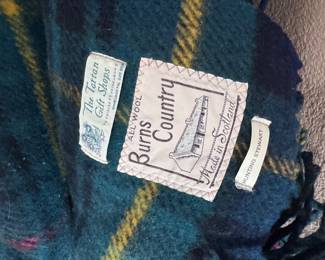 The Tartan
Gift Shops
ALL WOOL
Burns
Country
Made in Scotland
HUNTING STEWART